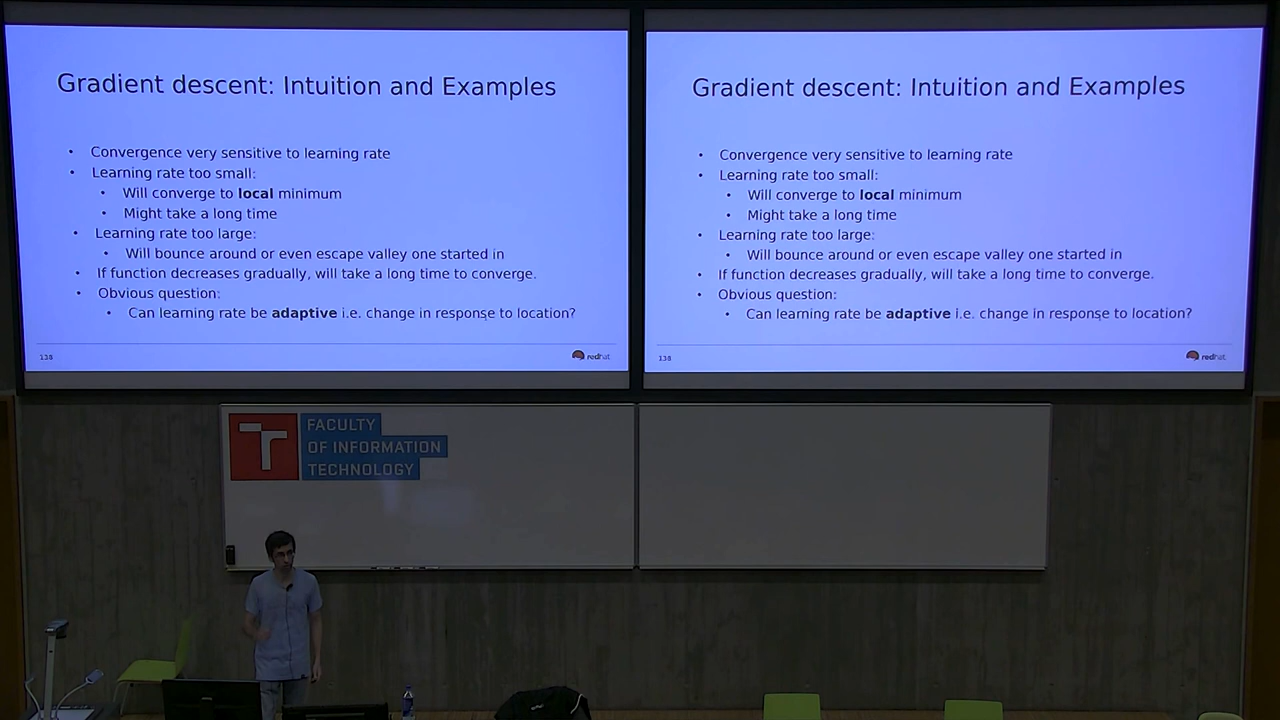 Gradient descent: Intuition and Examples
• Convergence very sensitive to learning rate
• Learning rate too small:
• Will converge to local minimum
• Might take a long time
• Learning rate too large:
• Will bounce around or even escape valley one started in
• If function decreases gradually, will take a long time to converge.
• Obvious question:
• Can learning rate be adaptive i.e. change in response to location?
138
redhat
Gradient descent: Intuition and Examples
• Convergence very sensitive to learning rate
• Learning rate too small:
• Will converge to local minimum
• Might take a long time
• Learning rate too large:
• Will bounce around or even escape valley one started in
• If function decreases gradually, will take a long time to converge.
• Obvious question:
• Can learning rate be adaptive i.e. change in response to location?
138
redhat
T
FACULTY
OF INFORMATION
TECHNOLOGY